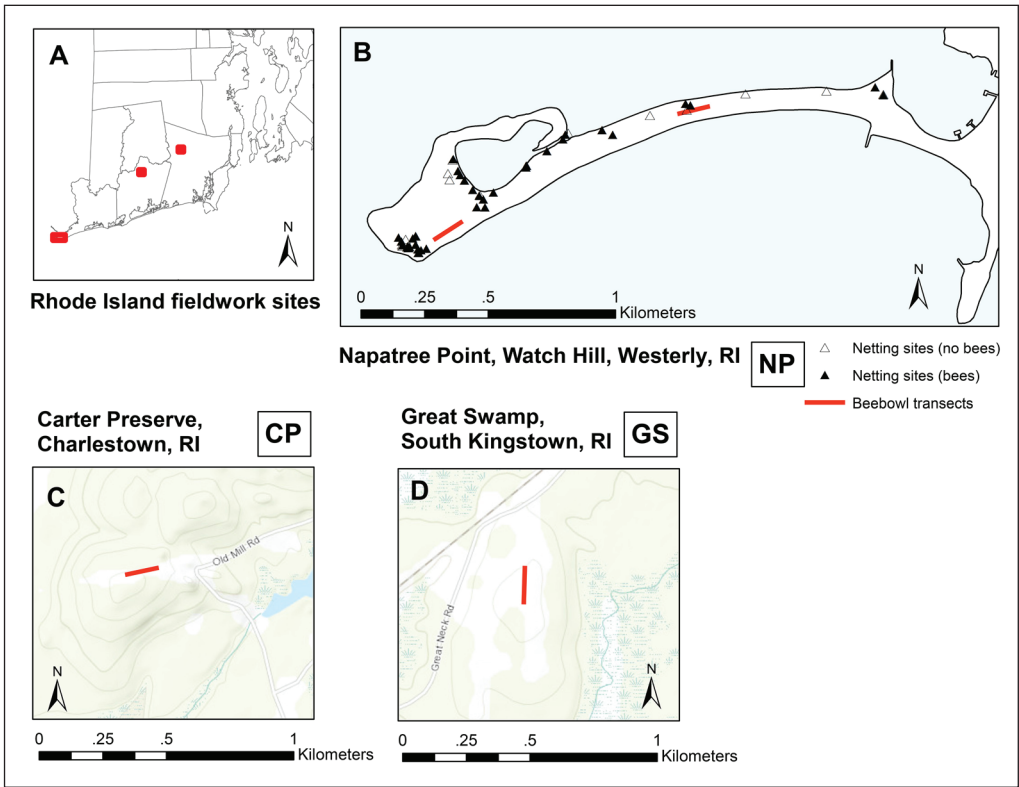 A
N
Rhode Island fieldwork sites
B
N
0 .25 .5 1
Kilometers
Napatree Point, Watch Hill, Westerly, RI
NP
Netting sites (no bees)
Netting sites (bees)
Beebowl transects
Carter Preserve,
Charlestown, RI
CP
C
Old Mill Rd
N
0 .25 .5 1
Kilometers
Great Swamp,
South Kingstown, RI
GS
D
Great Neck Rd
N
0 .25 .5 1
Kilometers